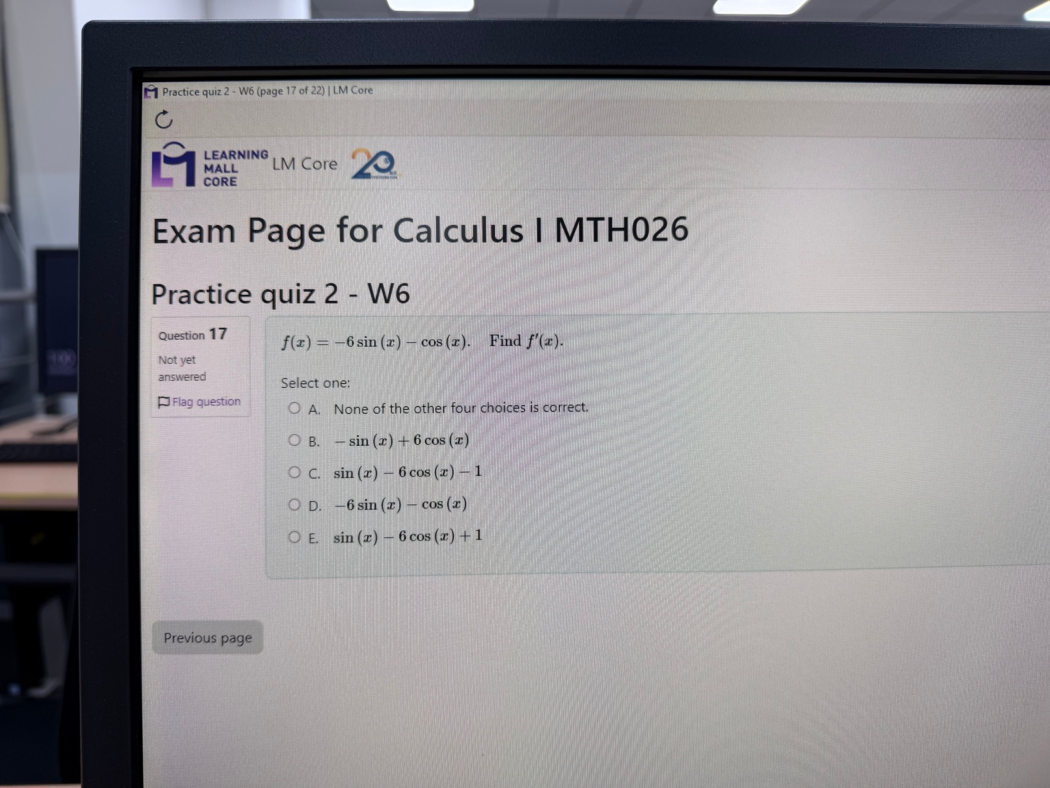 Practice quiz 2 - W6 (page 17 of 22) | LM Core
LEARNING
MALL
CORE
LM Core
20
Exam Page for Calculus I MTH026
Practice quiz 2 - W6
Question 17
Not yet
answered
Flag question
f(x) = −6 sin (x) − cos (x). Find f′(x).
Select one:
A. None of the other four choices is correct.
B. − sin (x) + 6 cos (x)
C. sin (x) − 6 cos (x) − 1
D. −6 sin (x) − cos (x)
E. sin (x) − 6 cos (x) + 1
Previous page